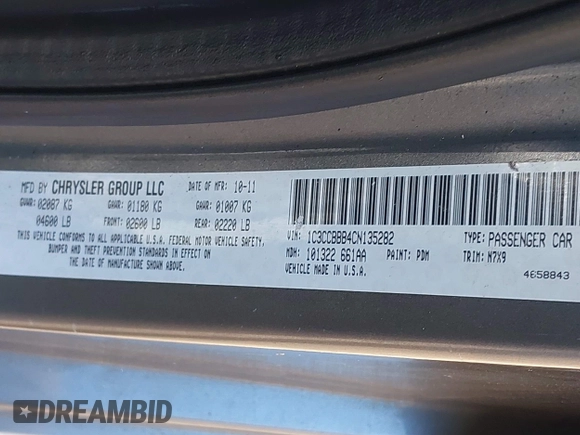 MFD BY CHRYSLER GROUP LLC DATE OF MFR: 10-11
GVWR: 02087 KG GAWR: 01180 KG GAWR: 01007 KG
04600 LB FRONT: 02600 LB REAR: 02220 LB
THIS VEHICLE CONFORMS TO ALL APPLICABLE U.S.A. FEDERAL MOTOR VEHICLE SAFETY,
BUMPER AND THEFT PREVENTION STANDARDS IN EFFECT ON
THE DATE OF MANUFACTURE SHOWN ABOVE.
VIN: 1C3CCBBB4CN135282 TYPE: PASSENGER CAR
MDH: 101322 661AA PAINT: PDM TRIM: N7X9
VEHICLE MADE IN: U.S.A. 4658843
DREAMBID